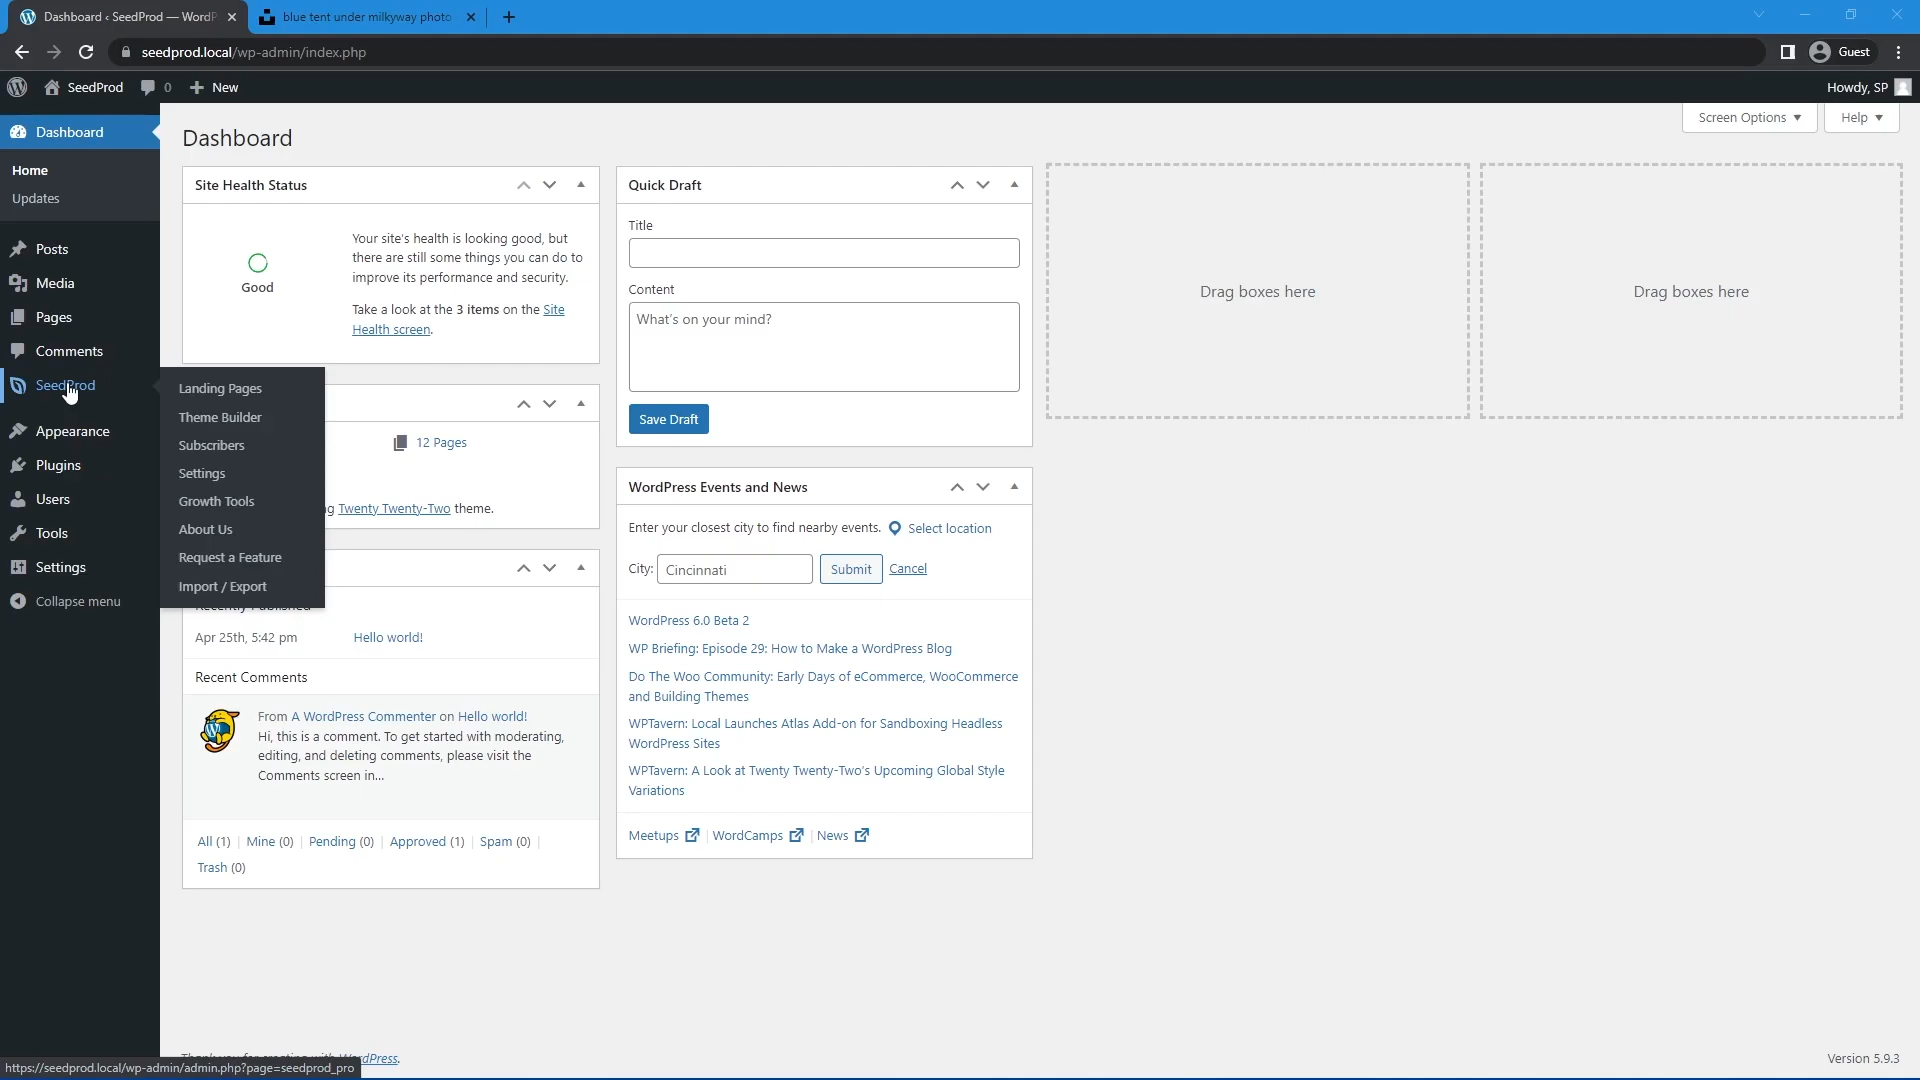 Dashboard ‹ SeedProd — WordP
blue tent under milkyway photo
seedprod.local/wp-admin/index.php
Guest
SeedProd
0
New
Howdy, SP
Dashboard
Home
Updates
Posts
Media
Pages
Comments
SeedProd
Appearance
Plugins
Users
Tools
Settings
Collapse menu
Landing Pages
Theme Builder
Subscribers
Settings
Growth Tools
About Us
Request a Feature
Import / Export
Dashboard
Screen Options
Help
Site Health Status
Good
Your site's health is looking good, but
there are still some things you can do to
improve its performance and security.
Take a look at the 3 items on the Site
Health screen.
12 Pages
Twenty Twenty-Two theme.
Recently Published
Apr 25th, 5:42 pm
Hello world!
Recent Comments
From A WordPress Commenter on Hello world!
Hi, this is a comment. To get started with moderating,
editing, and deleting comments, please visit the
Comments screen in…
All (1) | Mine (0) | Pending (0) | Approved (1) | Spam (0) |
Trash (0)
Quick Draft
Title
Content
What's on your mind?
Save Draft
WordPress Events and News
Enter your closest city to find nearby events. Select location
City: Cincinnati Submit Cancel
WordPress 6.0 Beta 2
WP Briefing: Episode 29: How to Make a WordPress Blog
Do The Woo Community: Early Days of eCommerce, WooCommerce
and Building Themes
WPTavern: Local Launches Atlas Add-on for Sandboxing Headless
WordPress Sites
WPTavern: A Look at Twenty Twenty-Two's Upcoming Global Style
Variations
Meetups | WordCamps | News
Drag boxes here
Drag boxes here
Thank you for creating with WordPress.
Version 5.9.3
https://seedprod.local/wp-admin/admin.php?page=seedprod_pro